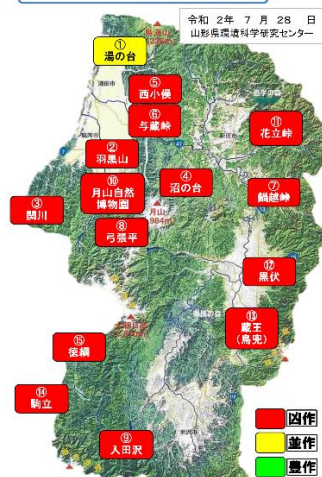 令和 2年 7 月 28 日
山形県環境科学研究センター
①
湯の台
⑤
西小俣
⑥
与蔵峠
⑪
花立峠
②
羽黒山
⑩
月山自然
博物園
④
沼の台
③
関川
⑦
鍋越峠
月山
⑧
弓張平
⑫
黒伏
⑬
蔵王
(鳥兜)
⑮
⑭
駒立
⑨
入田沢
凶作
並作
豊作